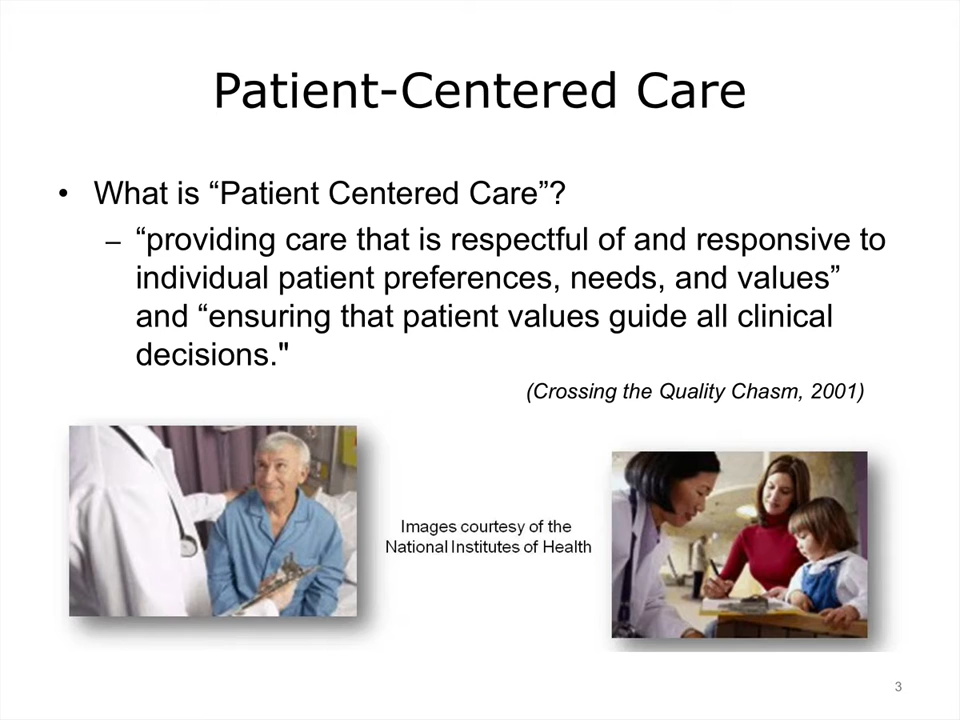 Patient-Centered Care
• What is “Patient Centered Care”?
– “providing care that is respectful of and responsive to
individual patient preferences, needs, and values”
and “ensuring that patient values guide all clinical
decisions."
(Crossing the Quality Chasm, 2001)
Images courtesy of the
National Institutes of Health
3